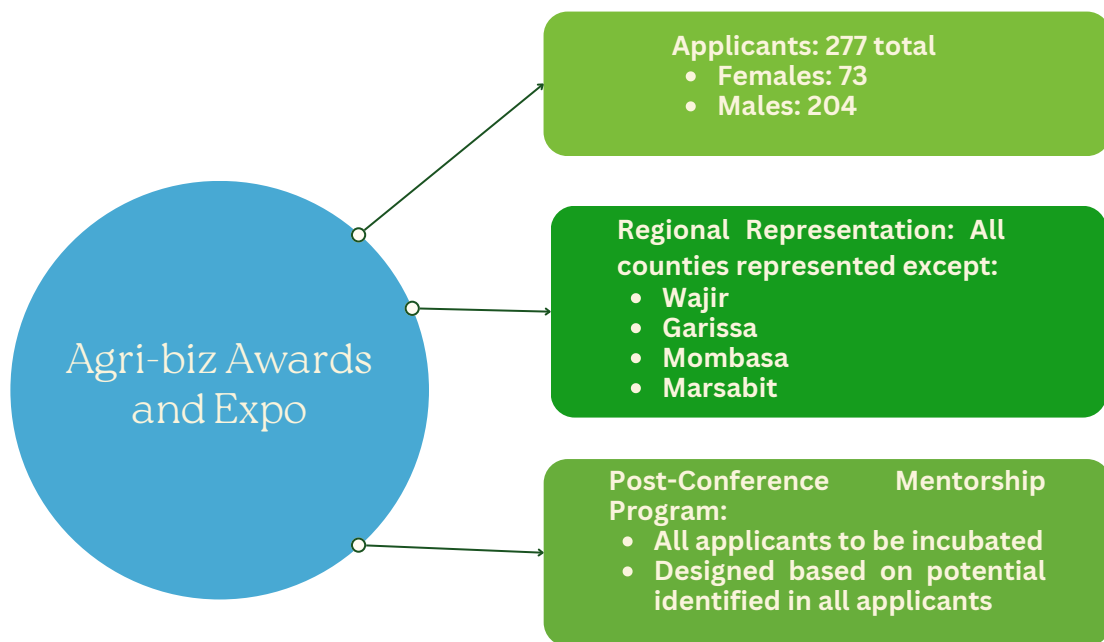 Agri-biz Awards
and Expo
Applicants: 277 total
• Females: 73
• Males: 204
Regional Representation: All
counties represented except:
• Wajir
• Garissa
• Mombasa
• Marsabit
Post-Conference Mentorship
Program:
• All applicants to be incubated
• Designed based on potential
identified in all applicants